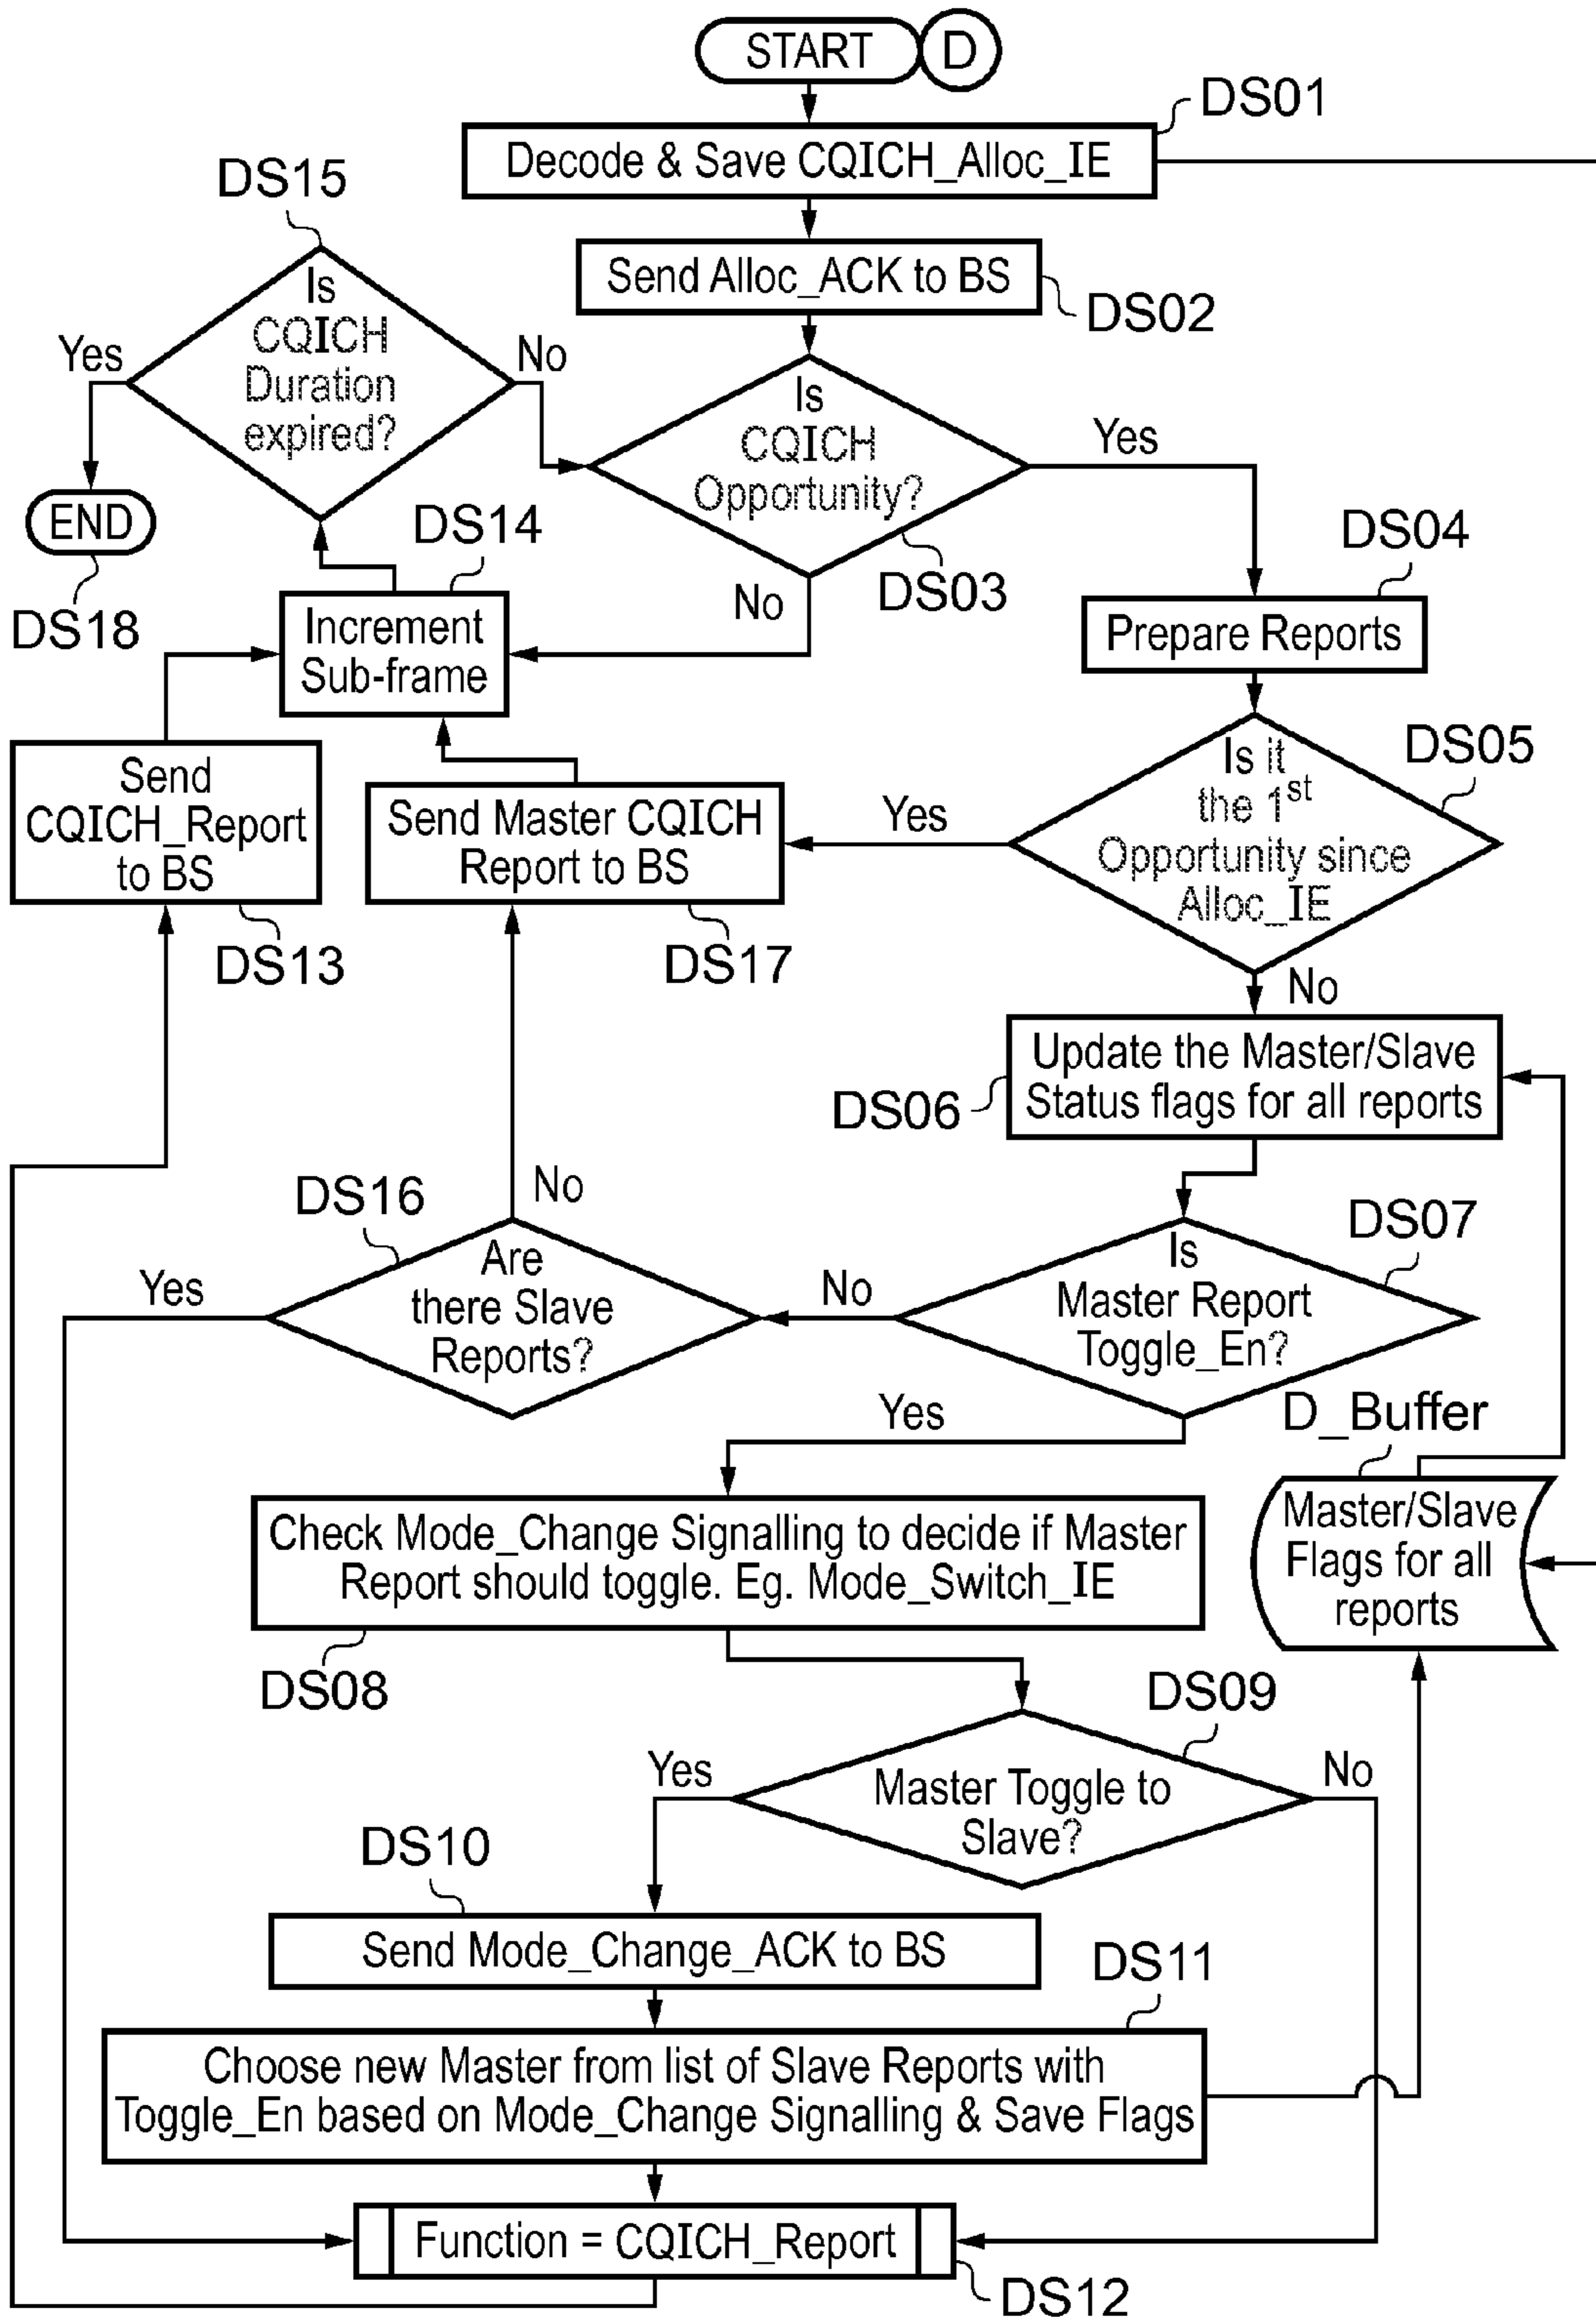 START
D
DS01
Decode & Save CQICH_Alloc_IE
DS15
Send Alloc_ACK to BS
DS02
Is
CQICH
Duration
expired?
Yes
No
Is
CQICH
Opportunity?
Yes
END
DS14
DS04
DS18
No
DS03
Increment
Sub-frame
Prepare Reports
DS05
Send
CQICH_Report
to BS
Send Master CQICH
Report to BS
Yes
Is it
the 1st
Opportunity since
Alloc_IE
DS13
DS17
No
Update the Master/Slave
Status flags for all reports
DS06
DS16
No
DS07
Yes
Are
there Slave
Reports?
No
Is
Master Report
Toggle_En?
Yes
D_Buffer
Check Mode_Change Signalling to decide if Master
Report should toggle. Eg. Mode_Switch_IE
Master/Slave
Flags for all
reports
DS08
DS09
Yes
Master Toggle to
Slave?
No
DS10
Send Mode_Change_ACK to BS
DS11
Choose new Master from list of Slave Reports with
Toggle_En based on Mode_Change Signalling & Save Flags
Function = CQICH_Report
DS12